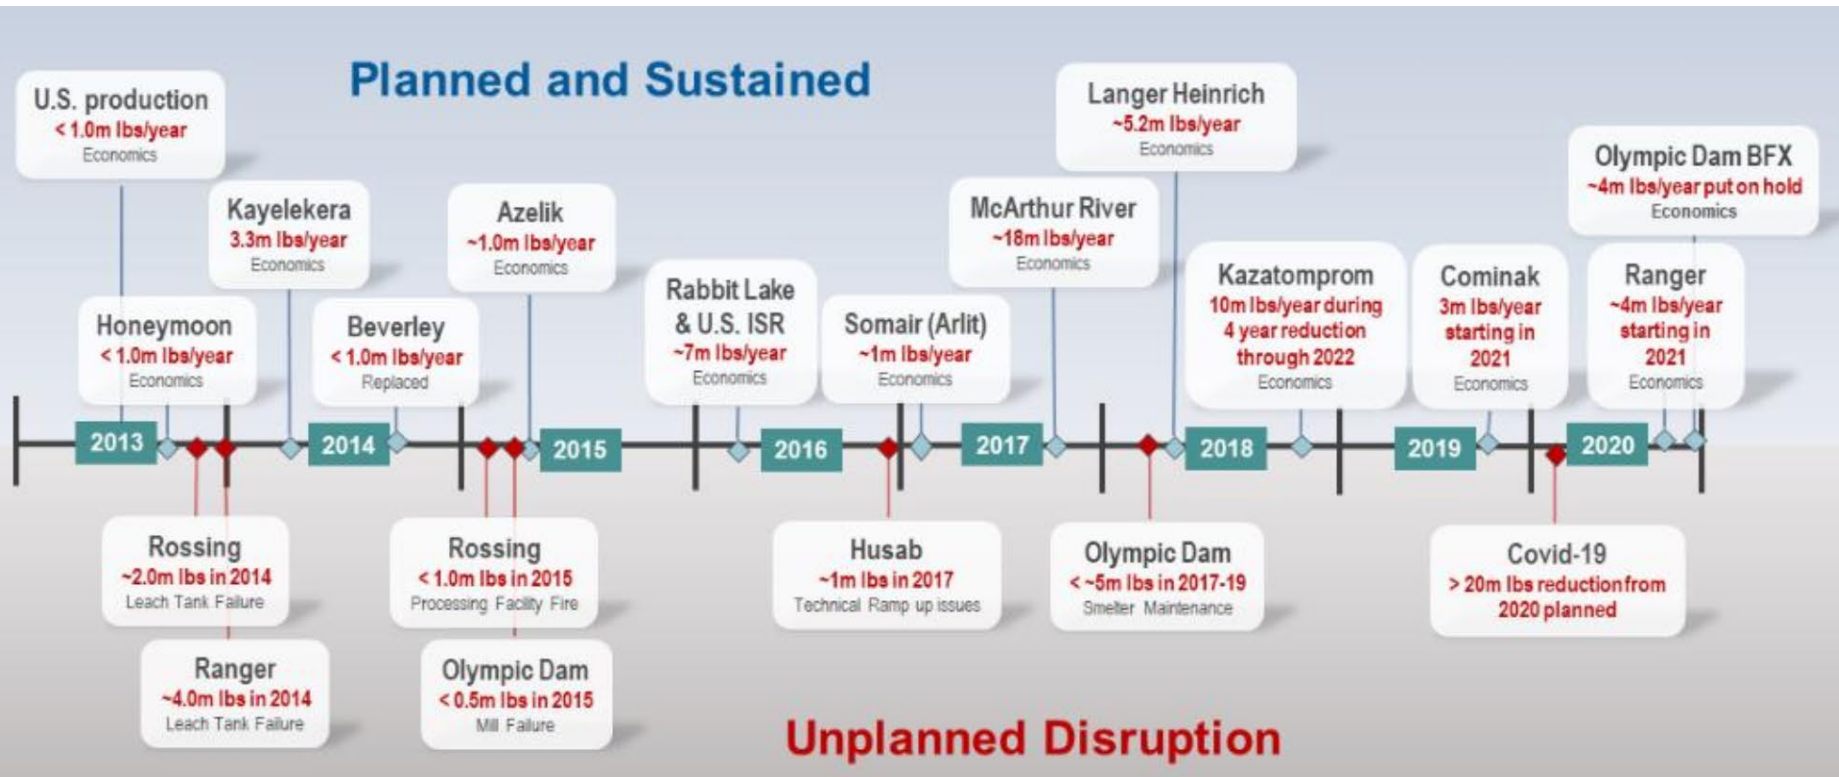 Planned and Sustained
U.S. production
< 1.0m lbs/year
Economics
Honeymoon
< 1.0m lbs/year
Economics
Kayelekera
3.3m lbs/year
Economics
Beverley
< 1.0m lbs/year
Replaced
Azelik
~1.0m lbs/year
Economics
Rabbit Lake
& U.S. ISR
~7m lbs/year
Economics
Somair (Arlit)
~1m lbs/year
Economics
McArthur River
~18m lbs/year
Economics
Langer Heinrich
~5.2m lbs/year
Economics
Kazatomprom
10m lbs/year during
4 year reduction
through 2022
Economics
Cominak
3m lbs/year
starting in
2021
Economics
Olympic Dam BFX
~4m lbs/year put on hold
Economics
Ranger
~4m lbs/year
starting in
2021
Economics
2013
2014
2015
2016
2017
2018
2019
2020
Rossing
~2.0m lbs in 2014
Leach Tank Failure
Ranger
~4.0m lbs in 2014
Leach Tank Failure
Rossing
< 1.0m lbs in 2015
Processing Facility Fire
Olympic Dam
< 0.5m lbs in 2015
Mill Failure
Husab
~1m lbs in 2017
Technical Ramp up issues
Olympic Dam
< ~5m lbs in 2017-19
Smelter Maintenance
Covid-19
> 20m lbs reduction from
2020 planned
Unplanned Disruption